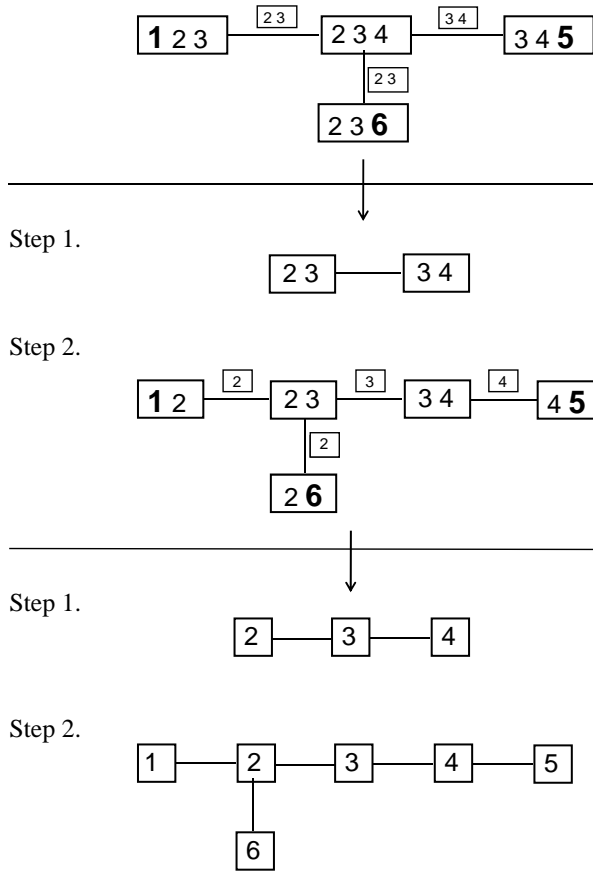 2 3 3 4
1 2 3 2 3 4 3 4 5
2 3
2 3 6
Step 1.
2 3 3 4
Step 2.
2 3 4
1 2 2 3 3 4 4 5
2
2 6
Step 1.
2 3 4
Step 2.
1 2 3 4 5
6